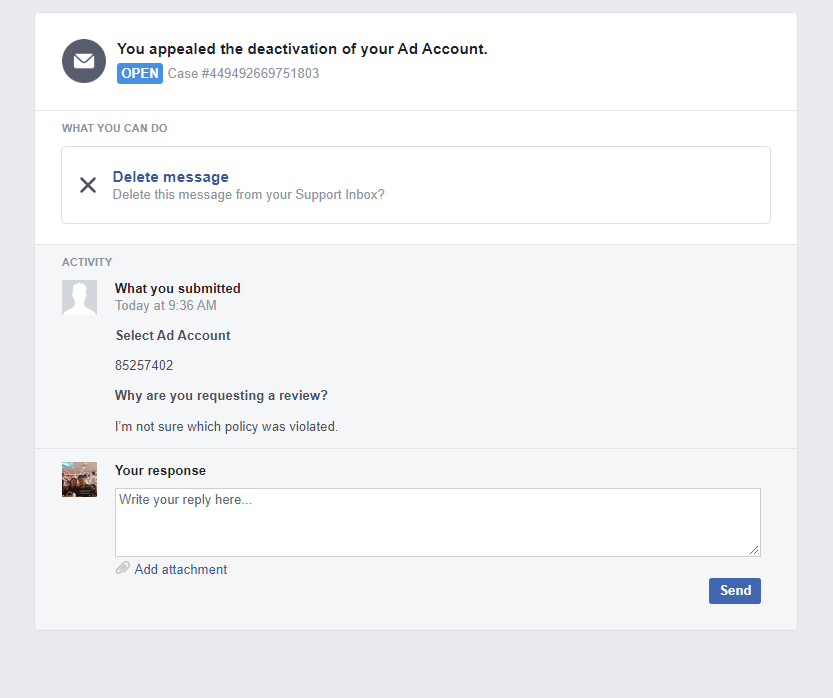 You appealed the deactivation of your Ad Account.
OPEN Case #449492669751803
WHAT YOU CAN DO
Delete message
Delete this message from your Support Inbox?
ACTIVITY
What you submitted
Today at 9:36 AM
Select Ad Account
85257402
Why are you requesting a review?
I'm not sure which policy was violated.
Your response
Write your reply here...
Add attachment
Send